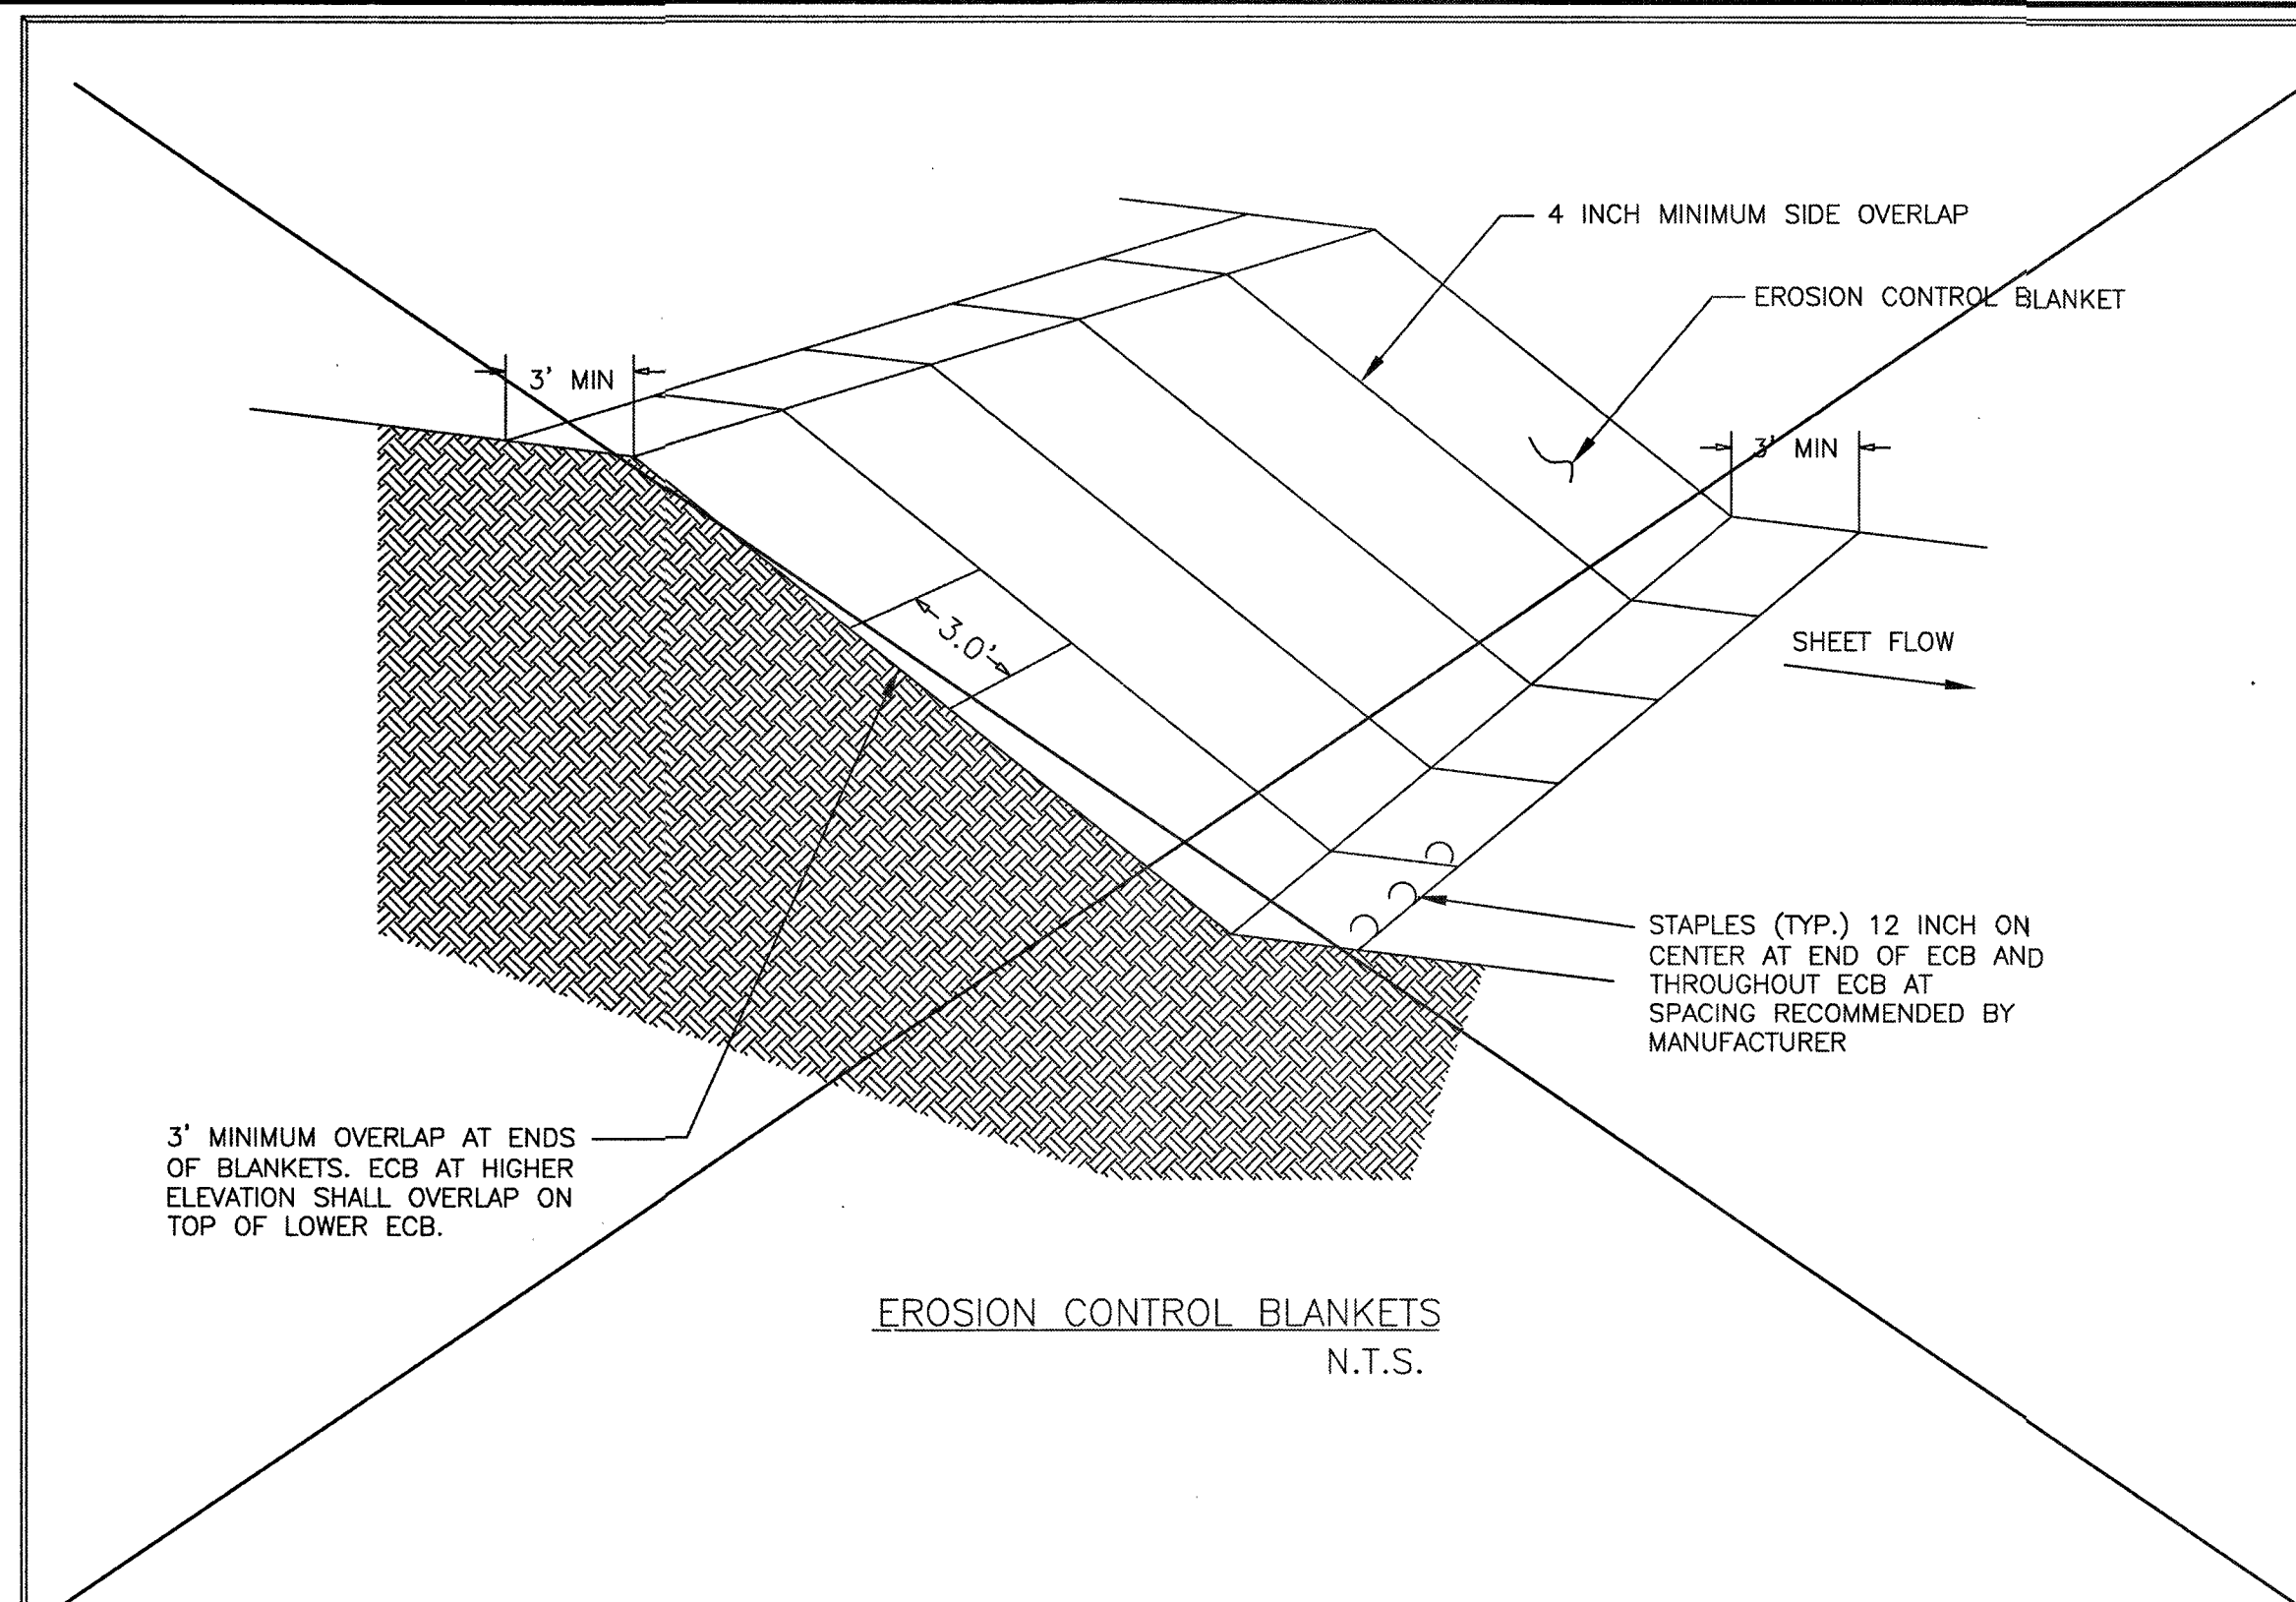 4 INCH MINIMUM SIDE OVERLAP
EROSION CONTROL BLANKET
3' MIN
3' MIN
3.0'
SHEET FLOW
STAPLES (TYP.) 12 INCH ON
CENTER AT END OF ECB AND
THROUGHOUT ECB AT
SPACING RECOMMENDED BY
MANUFACTURER
3' MINIMUM OVERLAP AT ENDS
OF BLANKETS. ECB AT HIGHER
ELEVATION SHALL OVERLAP ON
TOP OF LOWER ECB.
EROSION CONTROL BLANKETS
N.T.S.